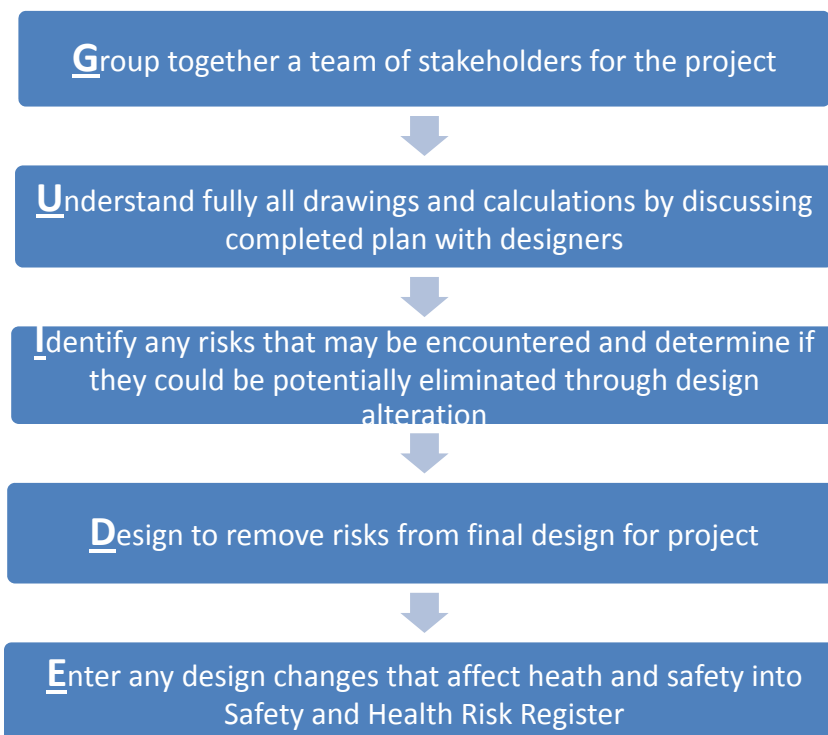 Group together a team of stakeholders for the project
Understand fully all drawings and calculations by discussing
completed plan with designers
Identify any risks that may be encountered and determine if
they could be potentially eliminated through design
alteration
Design to remove risks from final design for project
Enter any design changes that affect heath and safety into
Safety and Health Risk Register